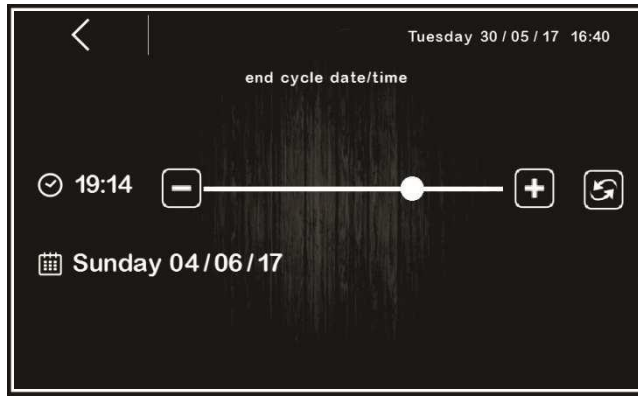 Tuesday 30 / 05 / 17 16:40
end cycle date/time
19:14
Sunday 04 / 06 / 17